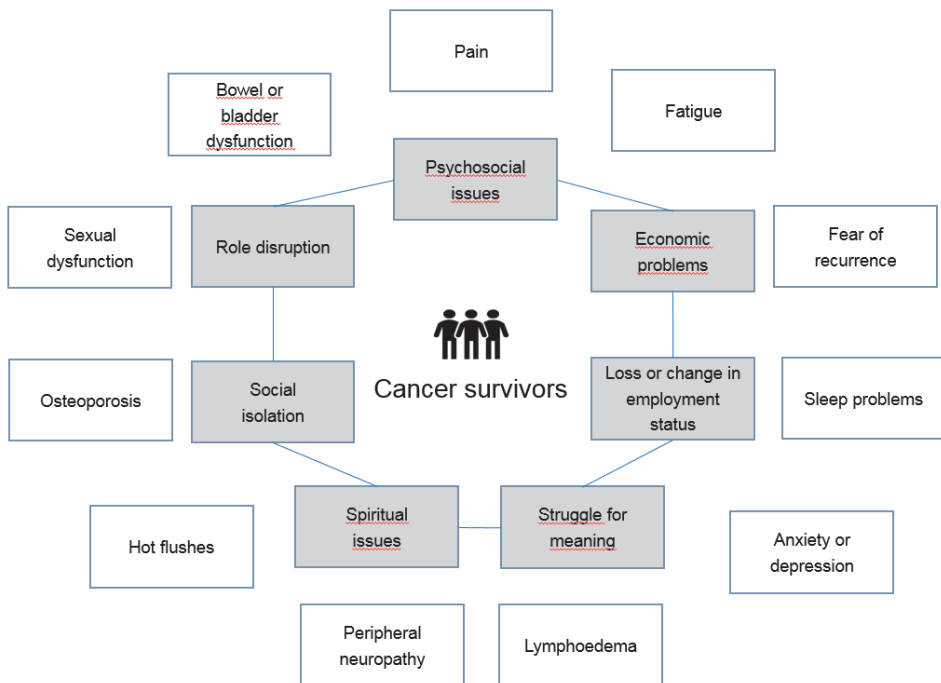 Pain
Bowel or
bladder
dysfunction
Fatigue
Psychosocial
issues
Sexual
dysfunction
Role disruption
Economic
problems
Fear of
recurrence
Cancer survivors
Osteoporosis
Social
isolation
Loss or change in
employment
status
Sleep problems
Hot flushes
Spiritual
issues
Struggle for
meaning
Anxiety or
depression
Peripheral
neuropathy
Lymphoedema